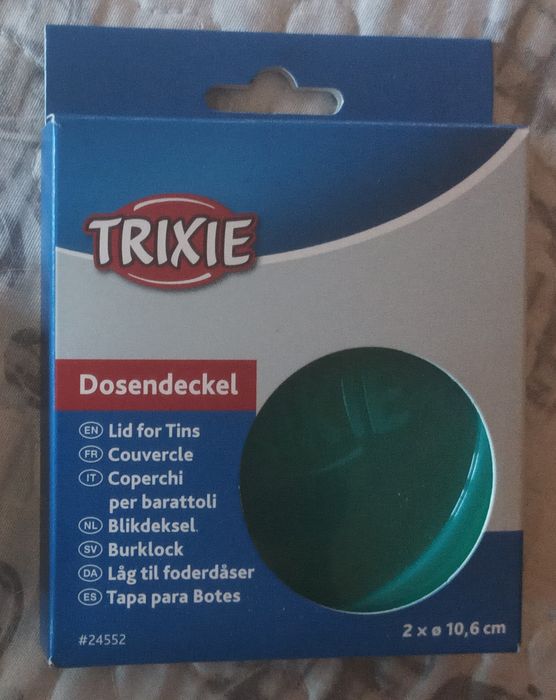 TRIXIE
Dosendeckel
EN Lid for Tins
FR Couvercle
IT Coperchi
per barattoli
NL Blikdeksel
SV Burklock
DA Låg til foderdåser
ES Tapa para Botes
#24552
2 x ø 10,6 cm